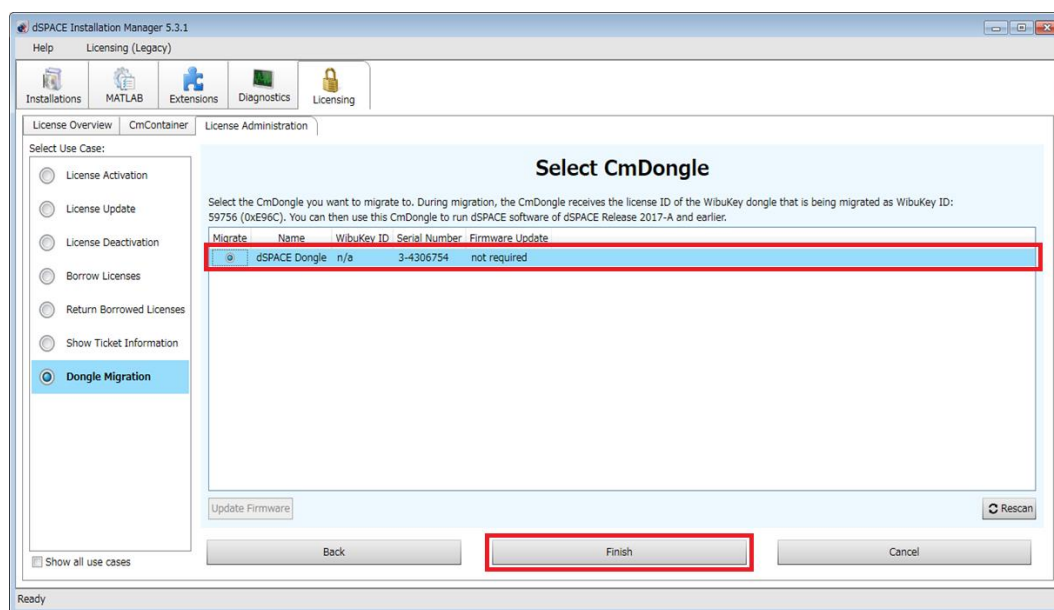 dSPACE Installation Manager 5.3.1
Help Licensing (Legacy)
Installations MATLAB Extensions Diagnostics Licensing
License Overview CmContainer License Administration
Select Use Case:
License Activation
License Update
License Deactivation
Borrow Licenses
Return Borrowed Licenses
Show Ticket Information
Dongle Migration
Show all use cases
Select CmDongle
Select the CmDongle you want to migrate to. During migration, the CmDongle receives the license ID of the WibuKey dongle that is being migrated as WibuKey ID:
59756 (0xE96C). You can then use this CmDongle to run dSPACE software of dSPACE Release 2017-A and earlier.
Migrate Name WibuKey ID Serial Number Firmware Update
dSPACE Dongle n/a 3-4306754 not required
Update Firmware Rescan
Back Finish Cancel
Ready